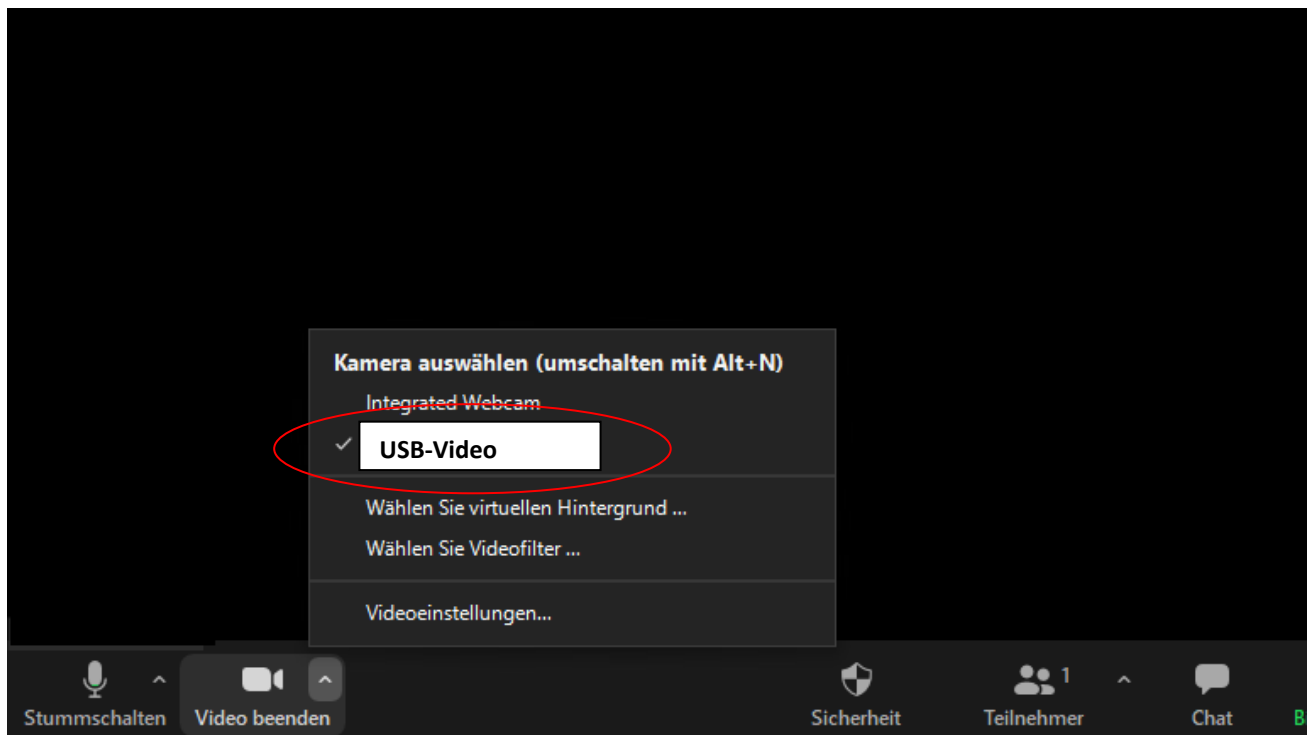 Kamera auswählen (umschalten mit Alt+N)
Integrated Webcam
USB-Video
Wählen Sie virtuellen Hintergrund ...
Wählen Sie Videofilter ...
Videoeinstellungen...
1
Stummschalten Video beenden Sicherheit Teilnehmer Chat